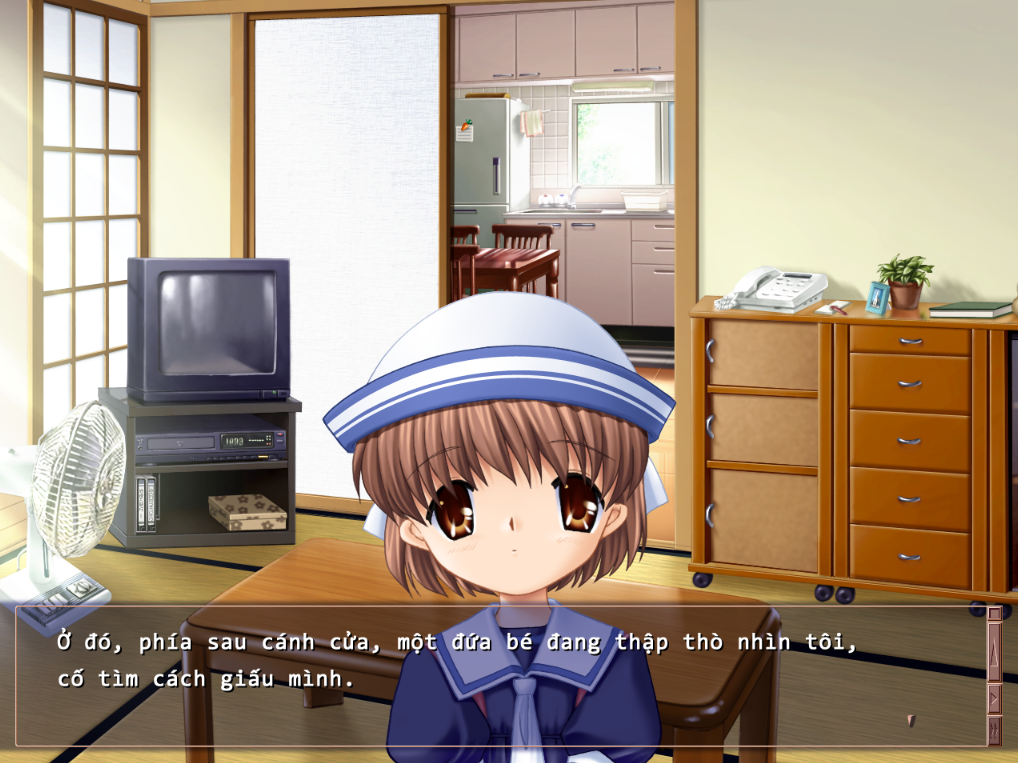 Ở đó, phía sau cánh cửa, một đứa bé đang thập thò nhìn tôi,
cố tìm cách giấu mình.